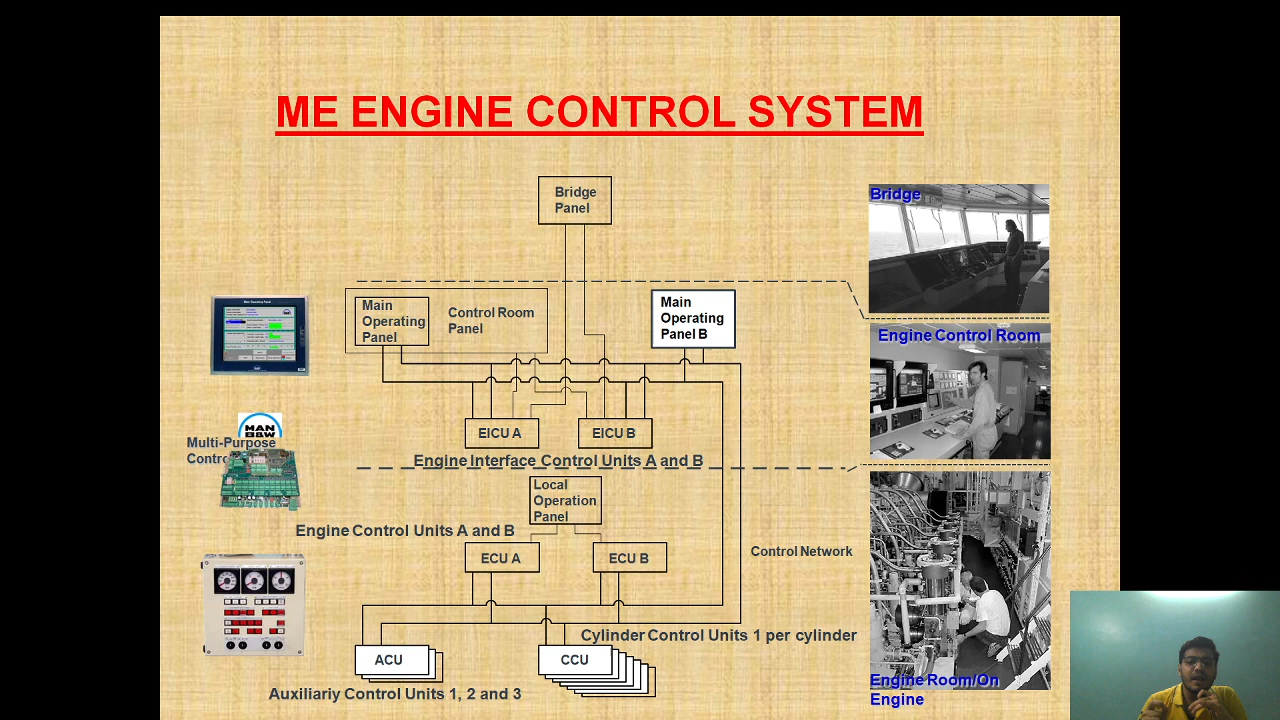 ME ENGINE CONTROL SYSTEM
Bridge
Panel
Bridge
Main
Operating
Panel
Control Room
Panel
Main
Operating
Panel B
Engine Control Room
EICU A
EICU B
MAN
B&W
Multi-Purpose
Engine Interface Control Units A and B
Local
Operation
Panel
Engine Control Units A and B
ECU A
ECU B
Control Network
Cylinder Control Units 1 per cylinder
ACU
CCU
Auxiliariy Control Units 1, 2 and 3
Engine Room/On
Engine